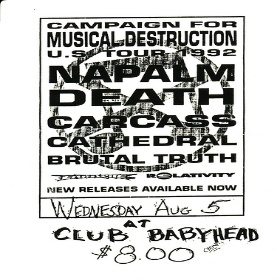 CAMPAIGN FOR
MUSICAL DESTRUCTION
U.S. TOUR 1992
NAPALM
DEATH
CARCASS
CATHEDRAL
BRUTAL TRUTH
RELATIVITY
NEW RELEASES AVAILABLE NOW
WEDNESDAY AUG 5
AT
CLUB BABYHEAD
$8.00